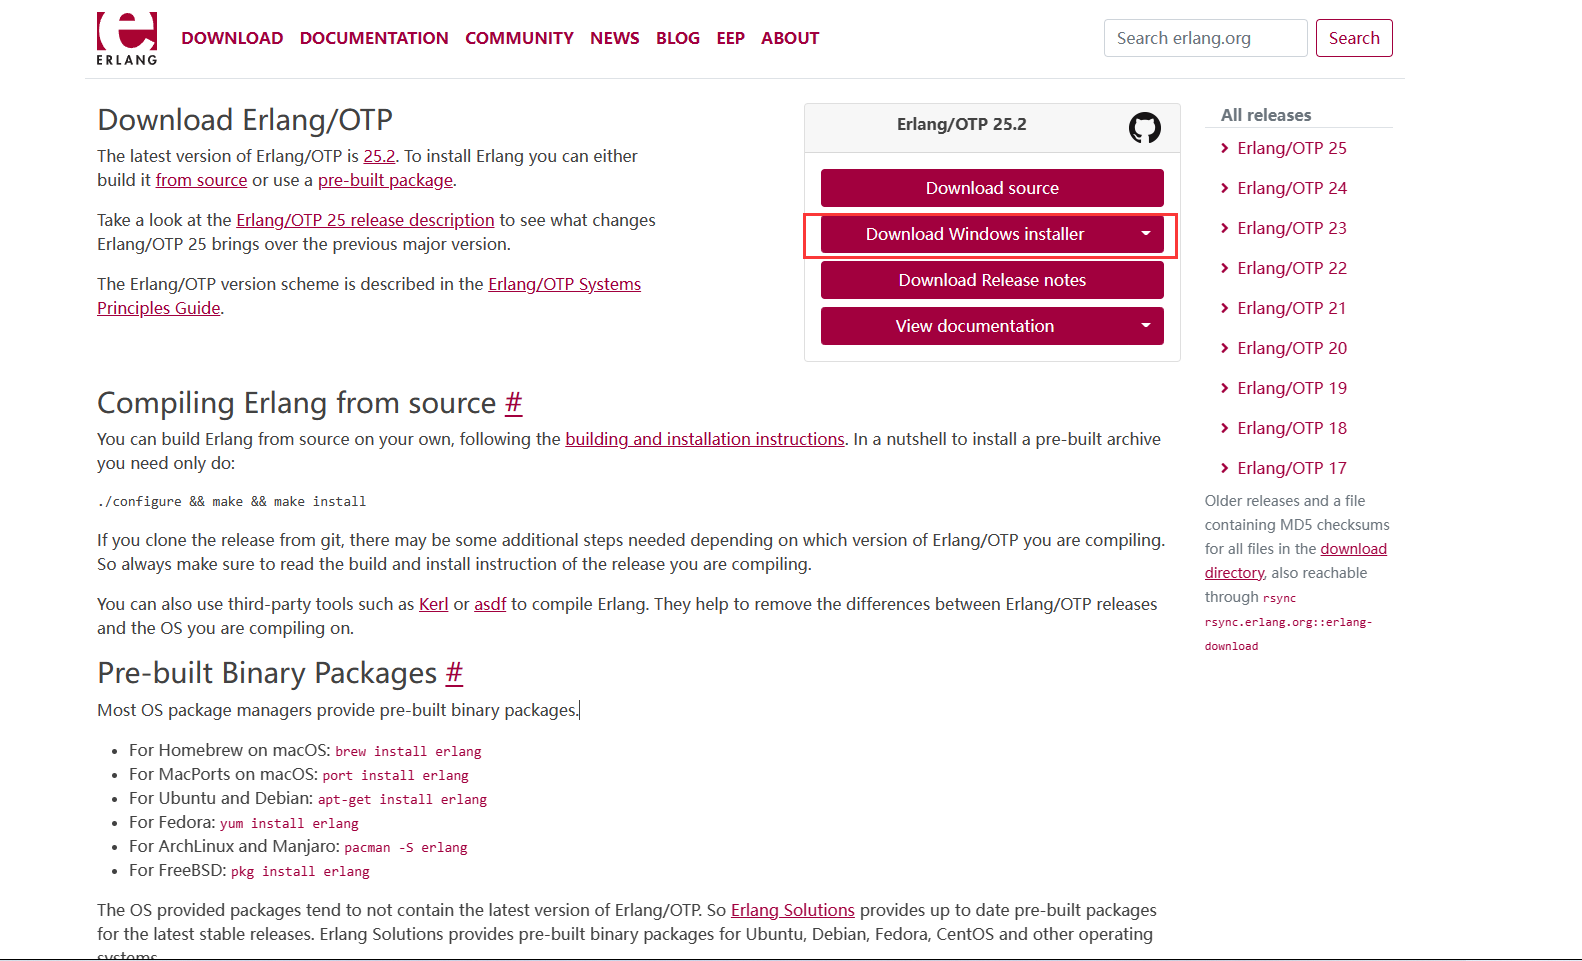 ERLANG
DOWNLOAD DOCUMENTATION COMMUNITY NEWS BLOG EEP ABOUT
Search erlang.org
Search
Download Erlang/OTP
The latest version of Erlang/OTP is 25.2. To install Erlang you can either
build it from source or use a pre-built package.
Take a look at the Erlang/OTP 25 release description to see what changes
Erlang/OTP 25 brings over the previous major version.
The Erlang/OTP version scheme is described in the Erlang/OTP Systems
Principles Guide.
Erlang/OTP 25.2
Download source
Download Windows installer
Download Release notes
View documentation
Compiling Erlang from source #
You can build Erlang from source on your own, following the building and installation instructions. In a nutshell to install a pre-built archive
you need only do:
./configure && make && make install
If you clone the release from git, there may be some additional steps needed depending on which version of Erlang/OTP you are compiling.
So always make sure to read the build and install instruction of the release you are compiling.
You can also use third-party tools such as Kerl or asdf to compile Erlang. They help to remove the differences between Erlang/OTP releases
and the OS you are compiling on.
Pre-built Binary Packages #
Most OS package managers provide pre-built binary packages.
• For Homebrew on macOS: brew install erlang
• For MacPorts on macOS: port install erlang
• For Ubuntu and Debian: apt-get install erlang
• For Fedora: yum install erlang
• For ArchLinux and Manjaro: pacman -S erlang
• For FreeBSD: pkg install erlang
The OS provided packages tend to not contain the latest version of Erlang/OTP. So Erlang Solutions provides up to date pre-built packages
for the latest stable releases. Erlang Solutions provides pre-built binary packages for Ubuntu, Debian, Fedora, CentOS and other operating
systems.
All releases
Erlang/OTP 25
Erlang/OTP 24
Erlang/OTP 23
Erlang/OTP 22
Erlang/OTP 21
Erlang/OTP 20
Erlang/OTP 19
Erlang/OTP 18
Erlang/OTP 17
Older releases and a file
containing MD5 checksums
for all files in the download
directory, also reachable
through rsync
rsync.erlang.org::erlang-
download